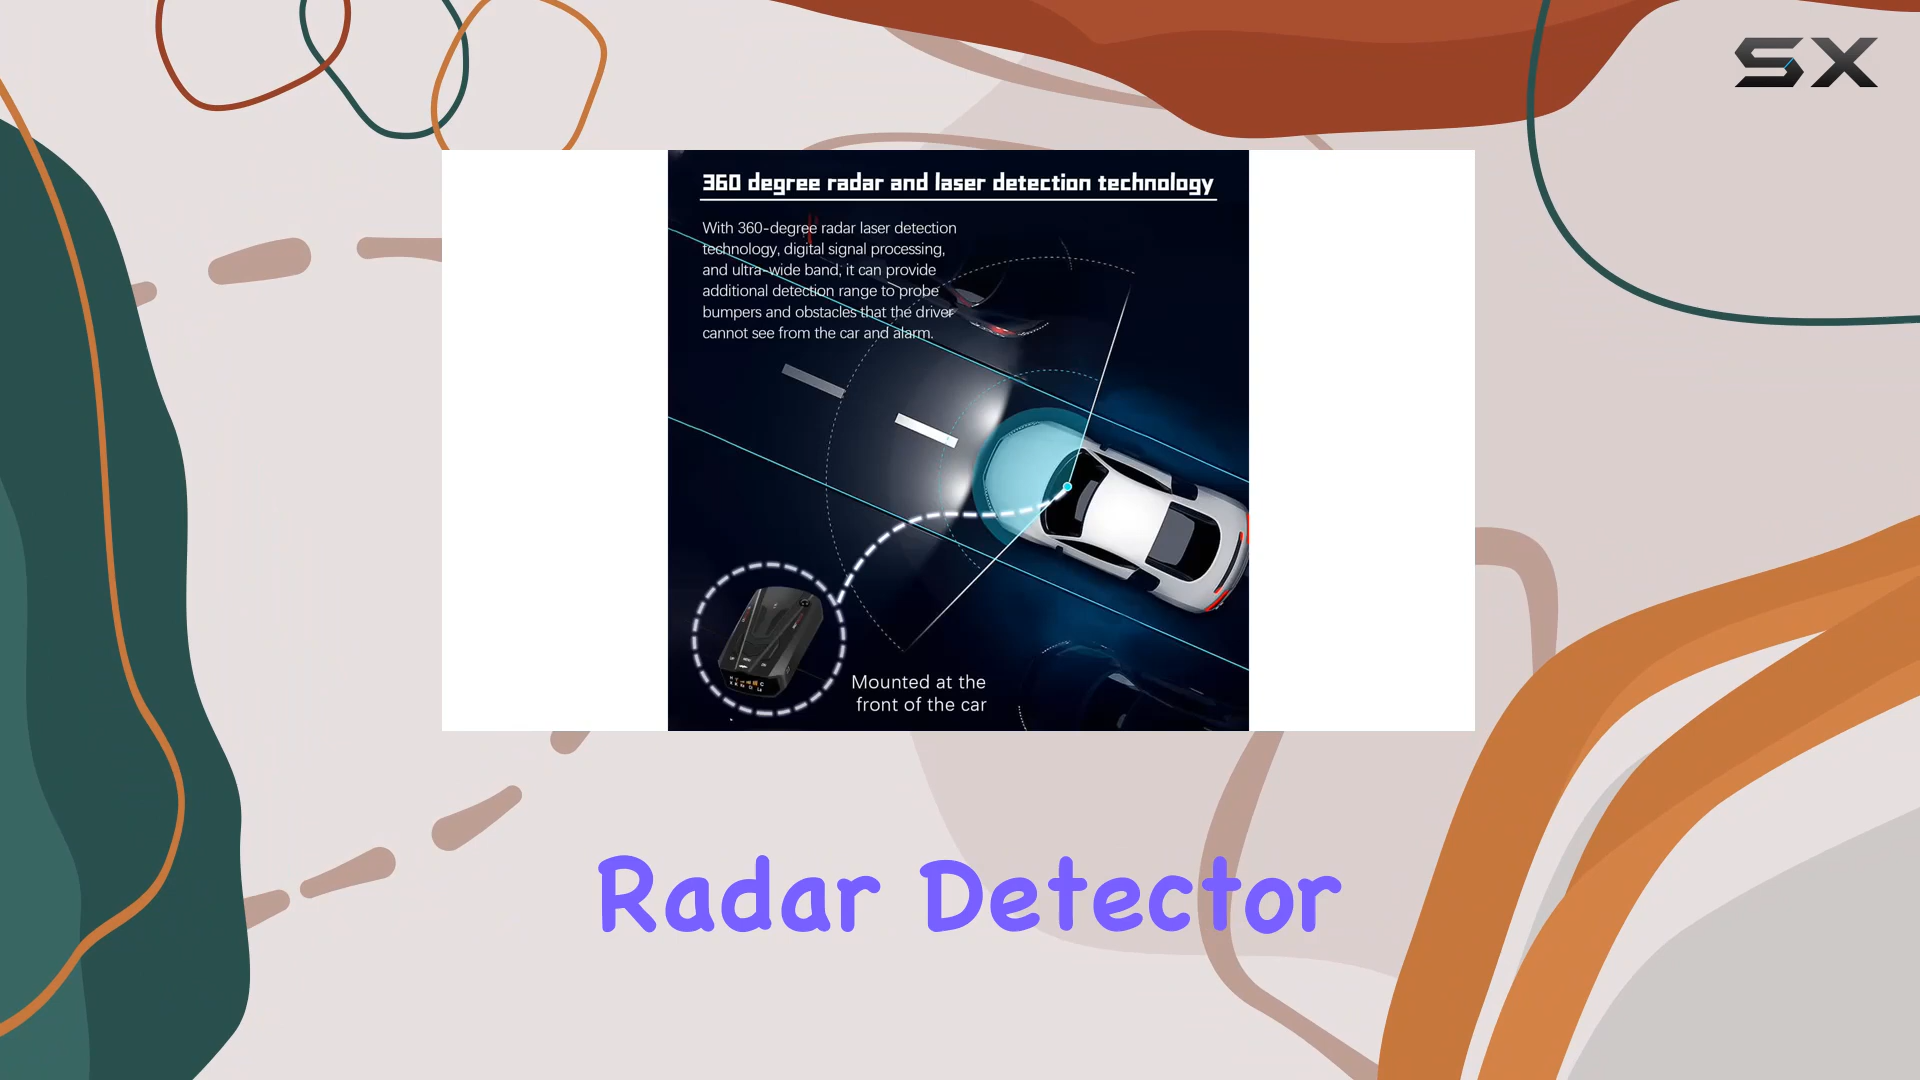 SX
360 degree radar and laser detection technology
With 360-degree radar laser detection
technology, digital signal processing,
and ultra-wide band, it can provide
additional detection range to probe
bumpers and obstacles that the driver
cannot see from the car and alarm.
Mounted at the
front of the car
Radar Detector